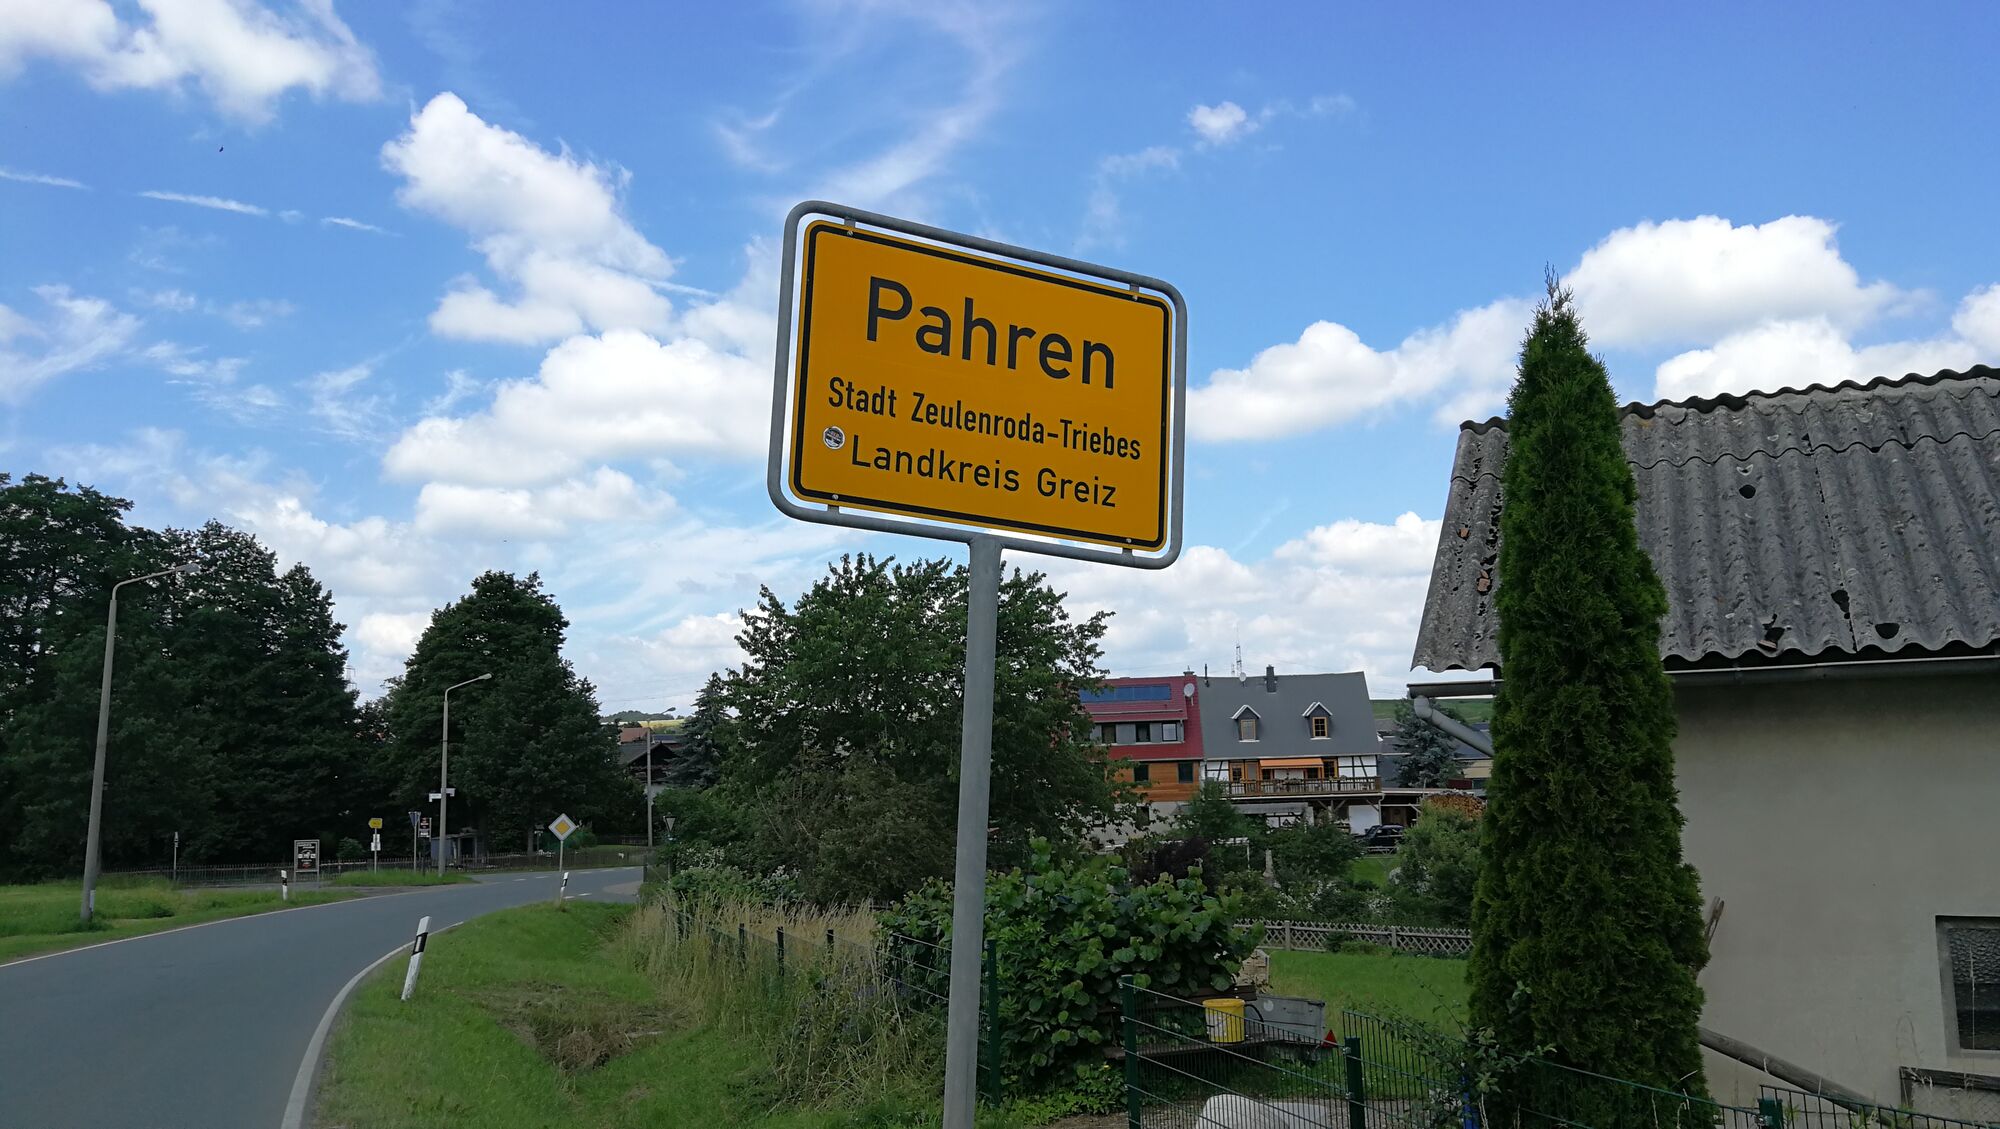 Pahren
Stadt Zeulenroda-Triebes
Landkreis Greiz